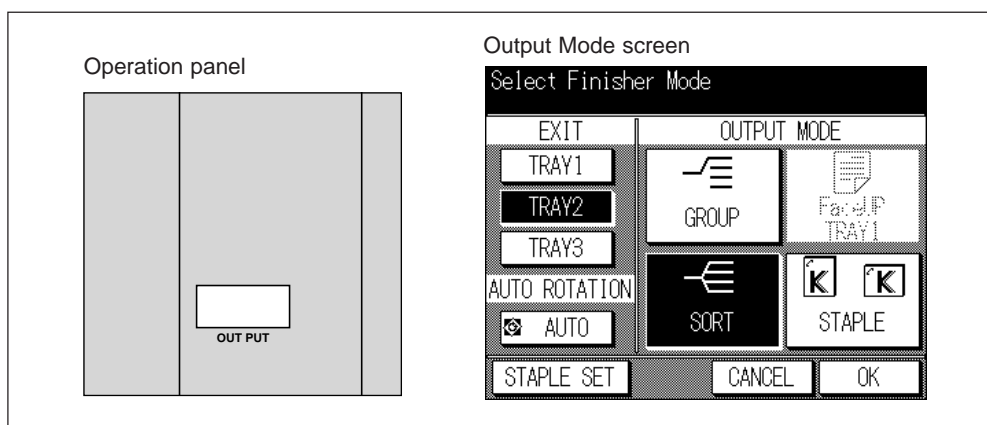 Operation panel
OUT PUT
Output Mode screen
Select Finisher Mode
EXIT
TRAY1
TRAY2
TRAY3
AUTO ROTATION
AUTO
STAPLE SET
OUTPUT MODE
GROUP
FaceUP
TRAY1
SORT
K K
STAPLE
CANCEL
OK